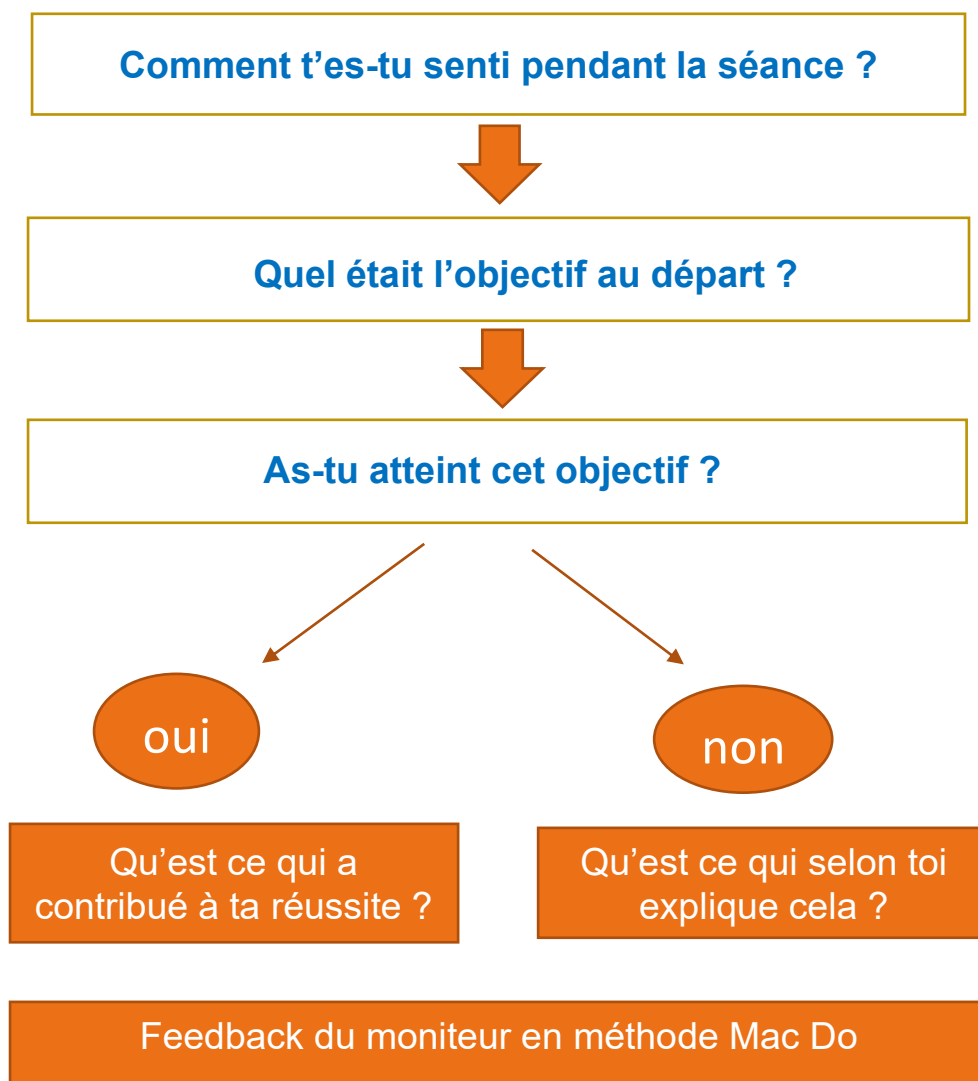 Comment t’es-tu senti pendant la séance ?
Quel était l’objectif au départ ?
As-tu atteint cet objectif ?
oui
non
Qu’est ce qui a
contribué à ta réussite ?
Qu’est ce qui selon toi
explique cela ?
Feedback du moniteur en méthode Mac Do